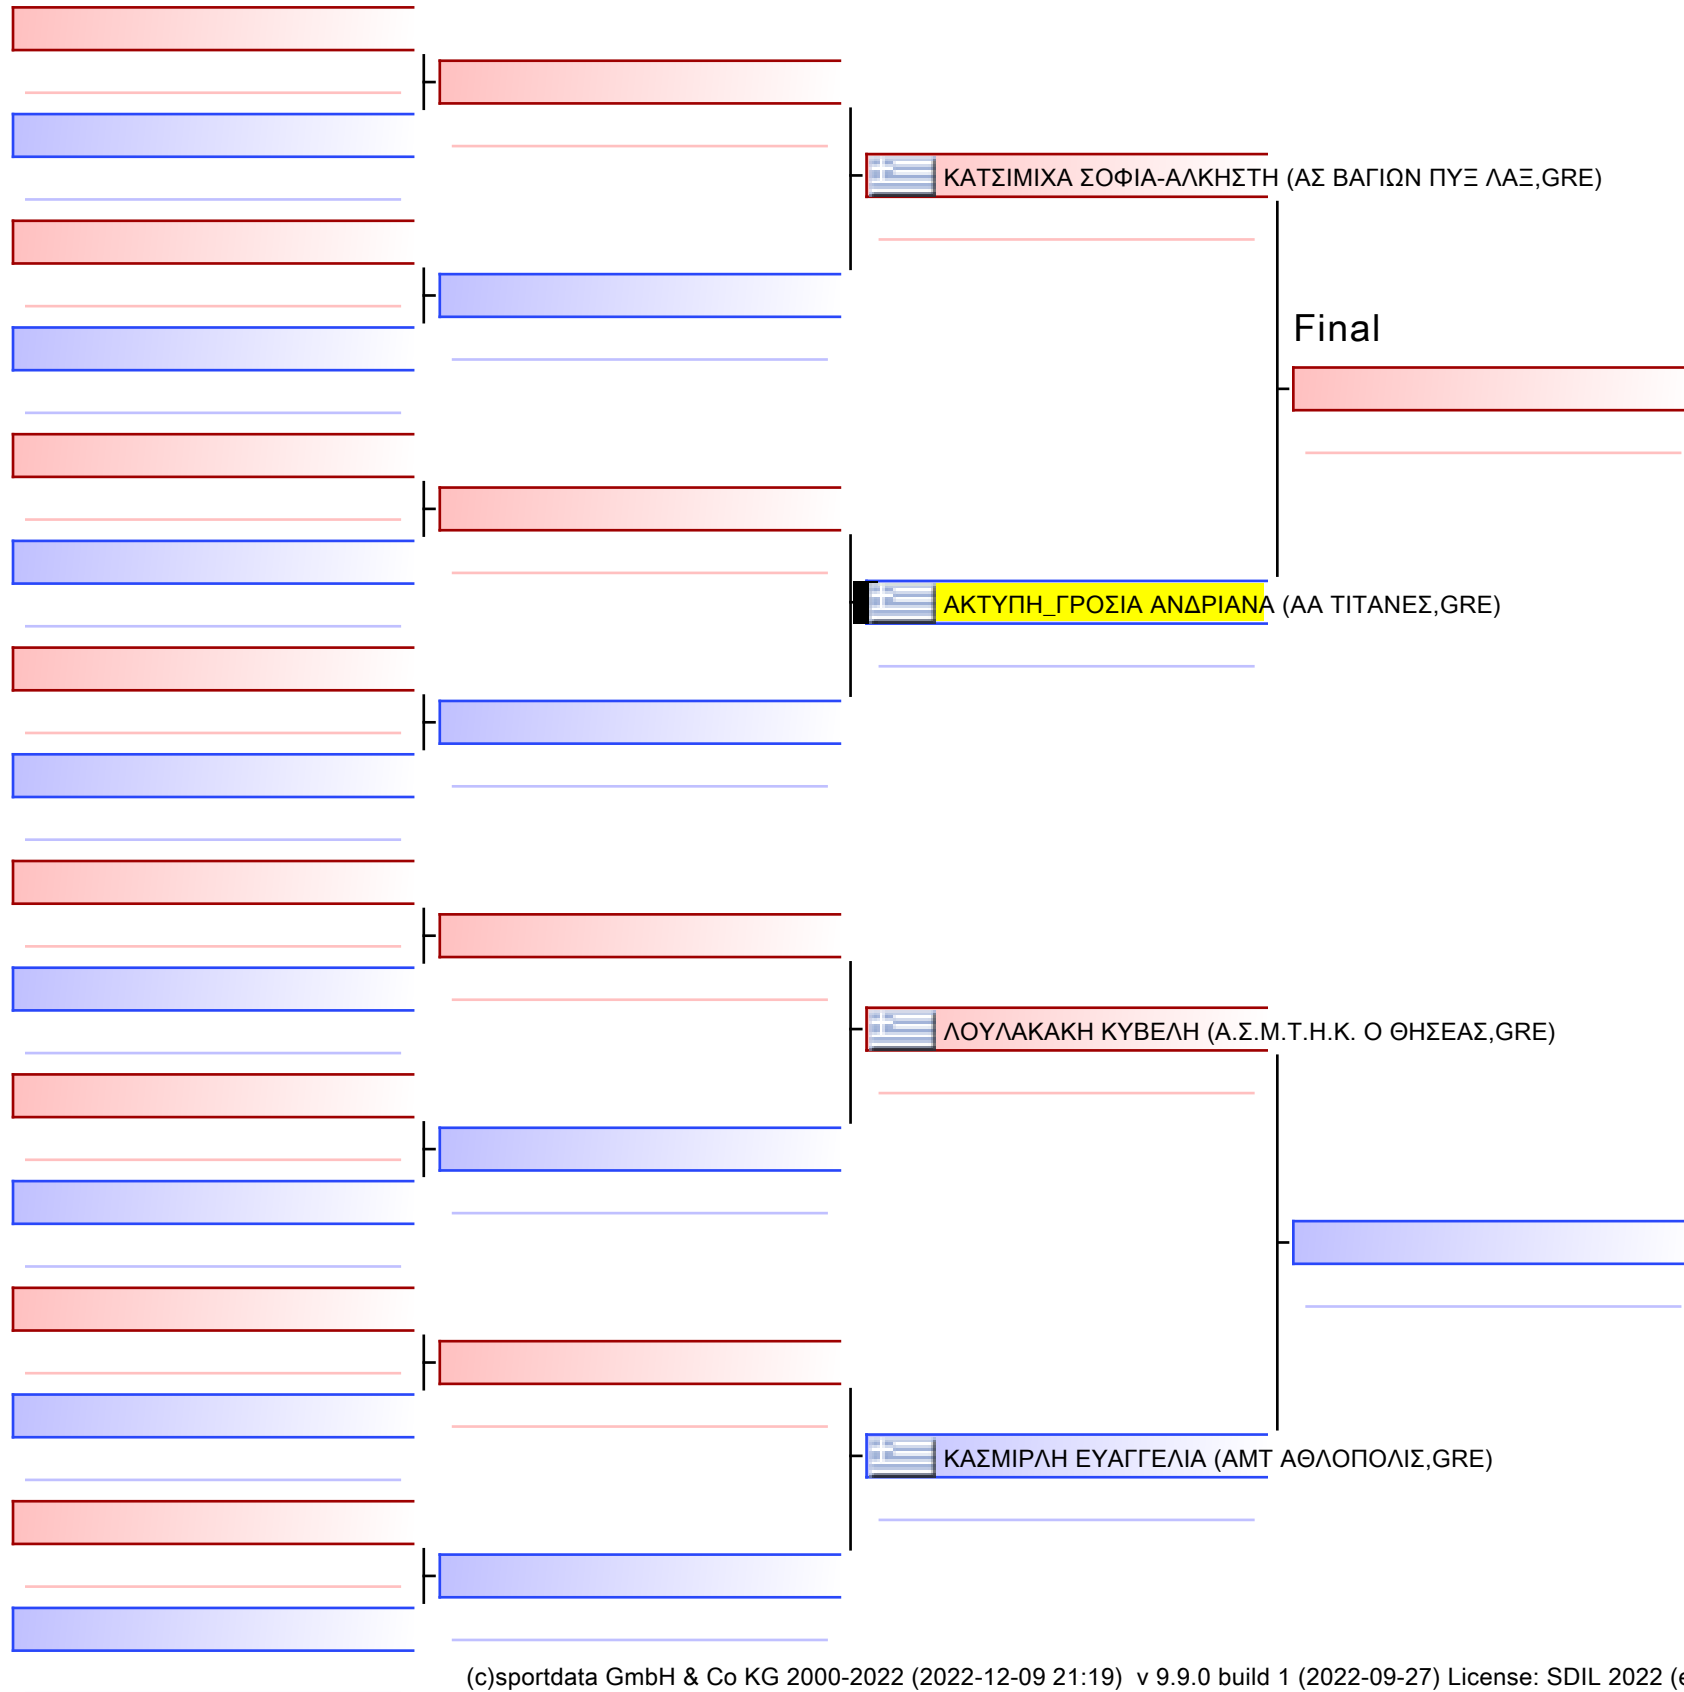 ΚΑΤΣΙΜΙΧΑ ΣΟΦΙΑ-ΑΛΚΗΣΤΗ (ΑΣ ΒΑΓΙΩΝ ΠΥΞ ΛΑΞ,GRE)
Final
ΑΚΤΥΠΗ_ΓΡΟΣΙΑ ΑΝΔΡΙΑΝΑ (ΑΑ ΤΙΤΑΝΕΣ,GRE)
ΛΟΥΛΑΚΑΚΗ ΚΥΒΕΛΗ (Α.Σ.Μ.Τ.Η.Κ. Ο ΘΗΣΕΑΣ,GRE)
ΚΑΣΜΙΡΛΗ ΕΥΑΓΓΕΛΙΑ (ΑΜΤ ΑΘΛΟΠΟΛΙΣ,GRE)
(c)sportdata GmbH & Co KG 2000-2022 (2022-12-09 21:19) v 9.9.0 build 1 (2022-09-27) License: SDIL 2022